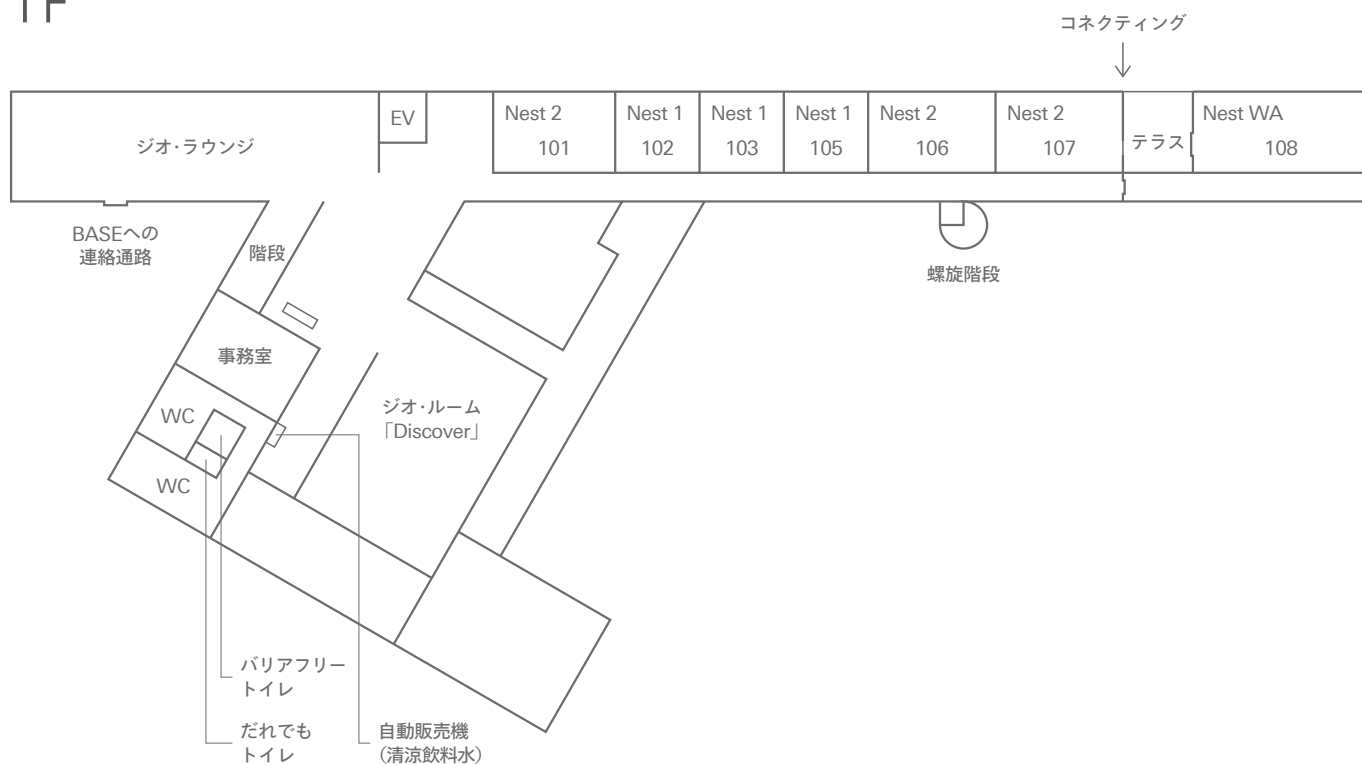 1F
コネクティング
ジオ・ラウンジ
EV
Nest 2
101
Nest 1
102
Nest 1
103
Nest 1
105
Nest 2
106
Nest 2
107
テラス
Nest WA
108
BASEへの
連絡通路
階段
螺旋階段
事務室
ジオ・ルーム
「Discover」
WC
WC
バリアフリー
トイレ
だれでも
トイレ
自動販売機
(清涼飲料水)